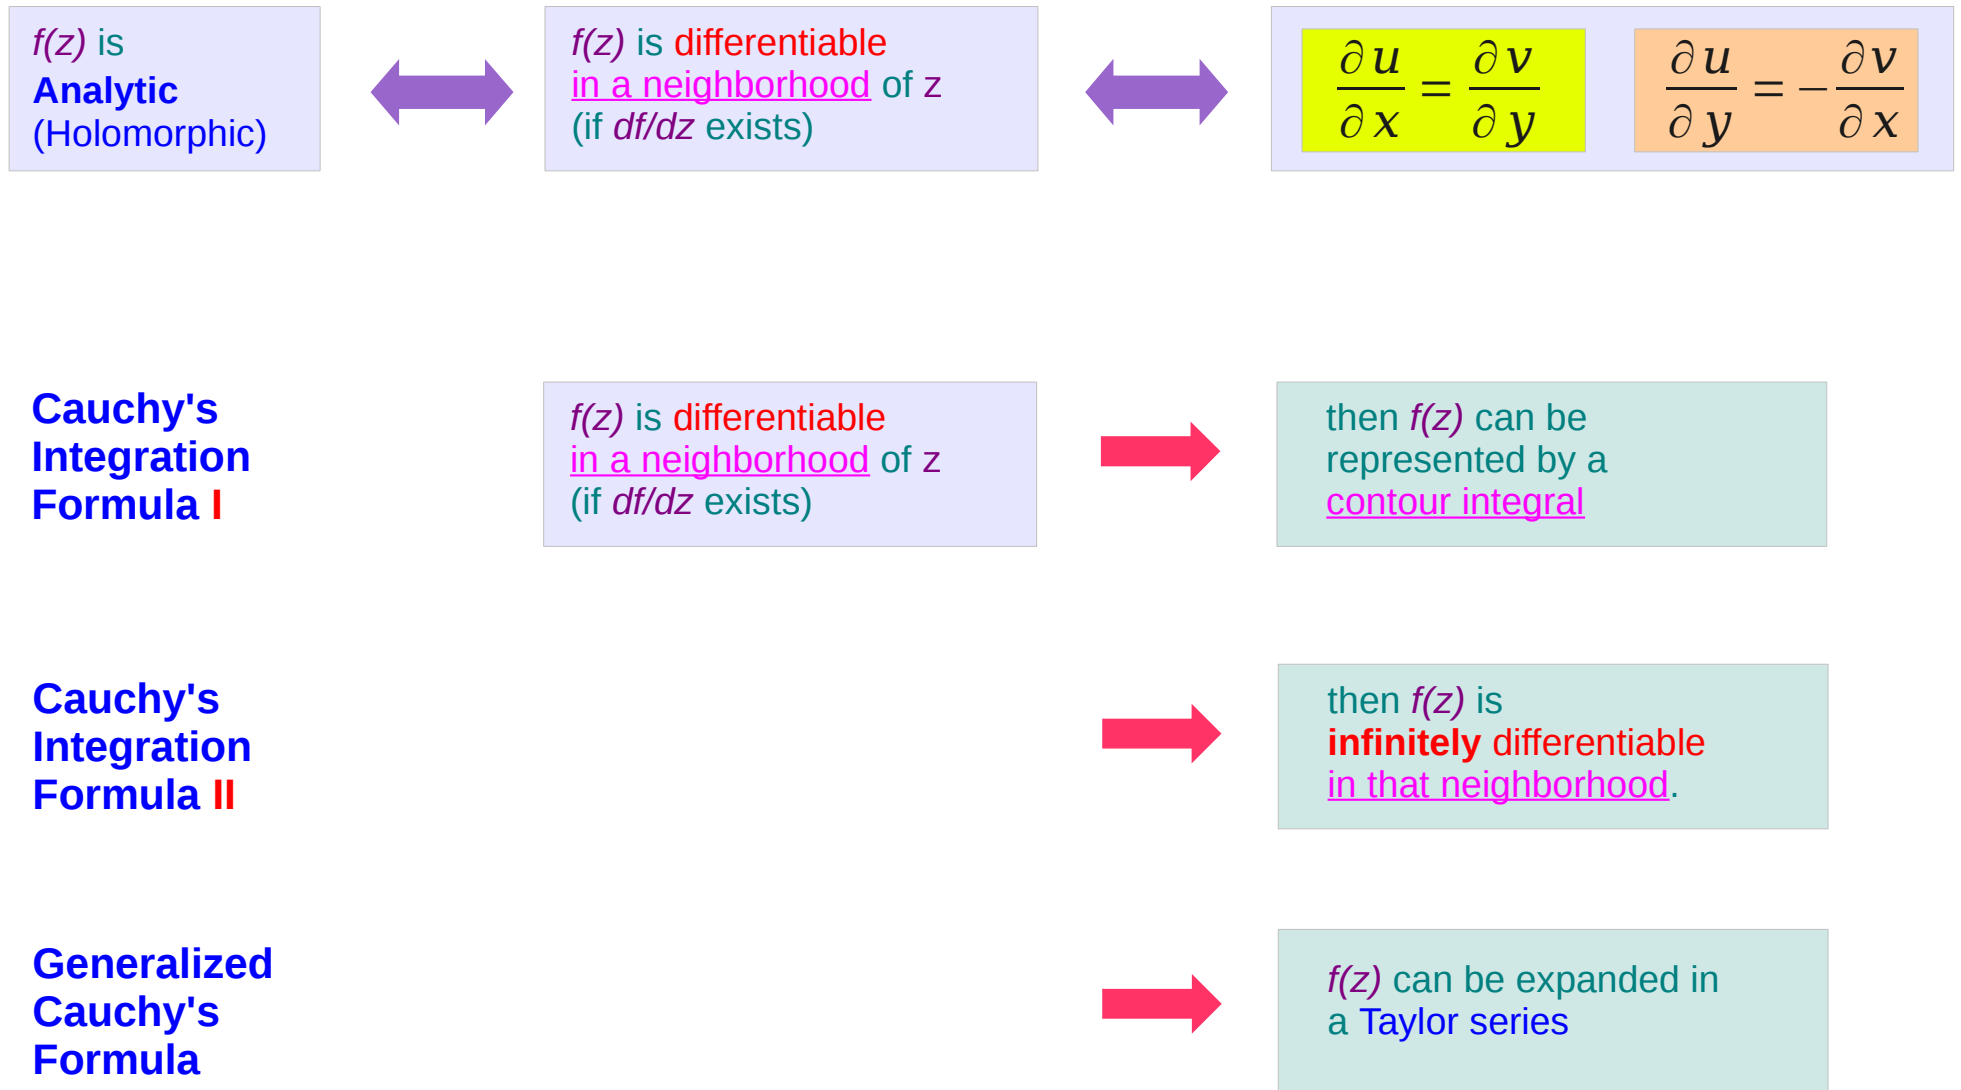 f(z) is
Analytic
(Holomorphic)
f(z) is differentiable
in a neighborhood of z
(if df/dz exists)
∂u/∂x = ∂v/∂y
∂u/∂y = −∂v/∂x
Cauchy's
Integration
Formula I
f(z) is differentiable
in a neighborhood of z
(if df/dz exists)
then f(z) can be
represented by a
contour integral
Cauchy's
Integration
Formula II
then f(z) is
infinitely differentiable
in that neighborhood.
Generalized
Cauchy's
Formula
f(z) can be expanded in
a Taylor series